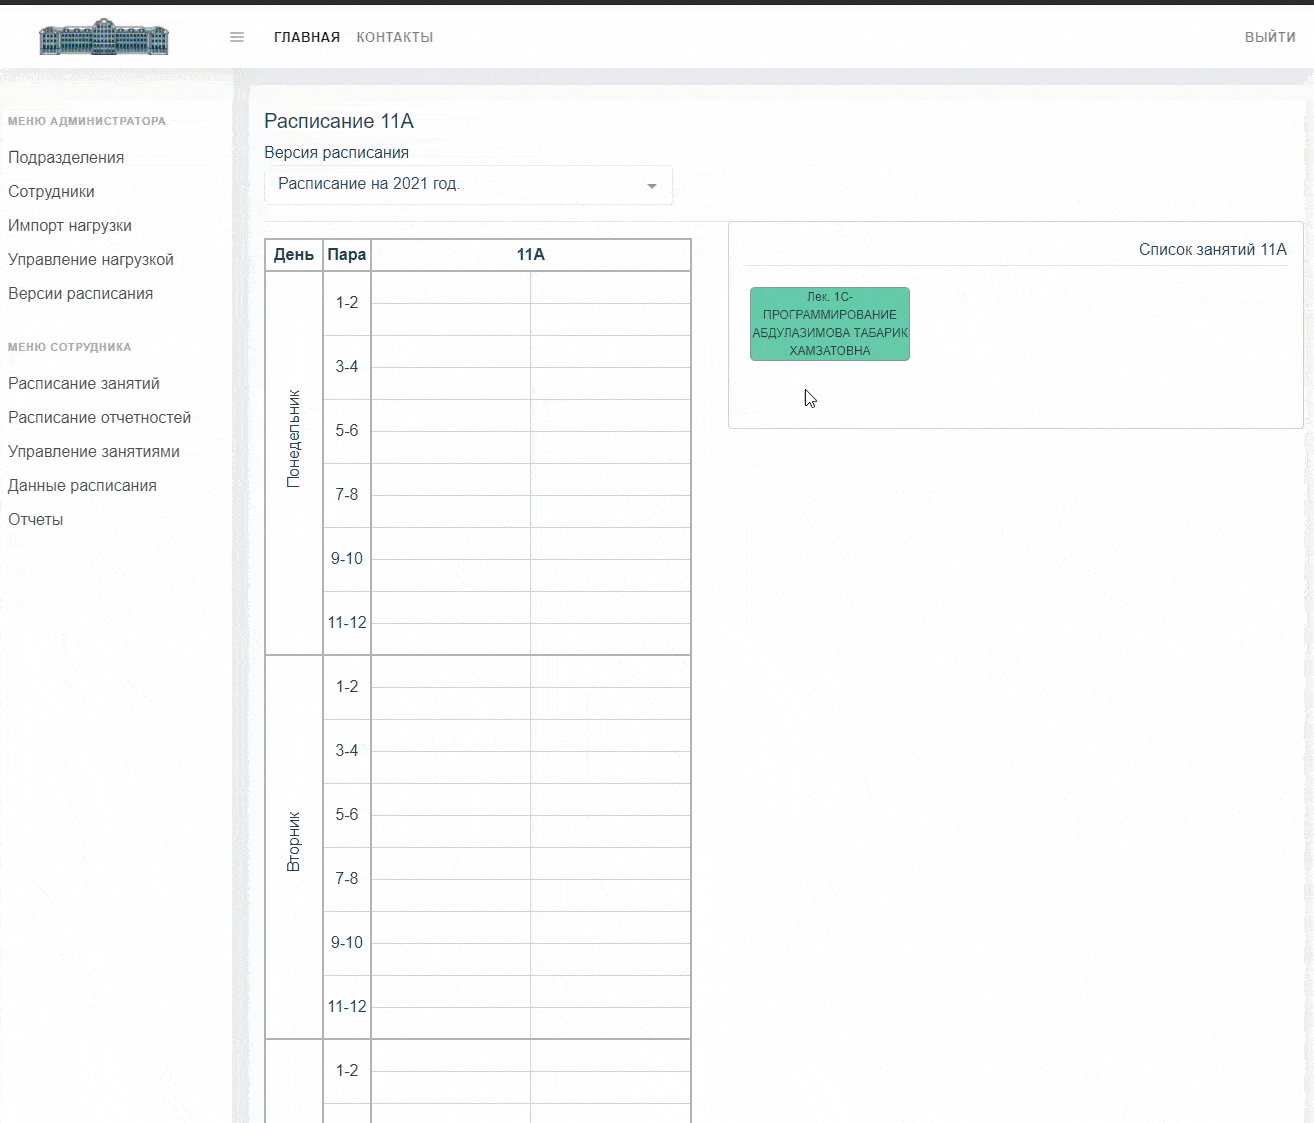 ГЛАВНАЯ КОНТАКТЫ ВЫЙТИ
МЕНЮ АДМИНИСТРАТОРА
Подразделения
Сотрудники
Импорт нагрузки
Управление нагрузкой
Версии расписания
МЕНЮ СОТРУДНИКА
Расписание занятий
Расписание отчетностей
Управление занятиями
Данные расписания
Отчеты
Расписание 11А
Версия расписания
Расписание на 2021 год.
День Пара 11А
Понедельник
1-2
3-4
5-6
7-8
9-10
11-12
Вторник
1-2
3-4
5-6
7-8
9-10
11-12
1-2
Список занятий 11А
Лек. 1С-
ПРОГРАММИРОВАНИЕ
АБДУЛАЗИМОВА ТАБАРИК
ХАМЗАТОВНА